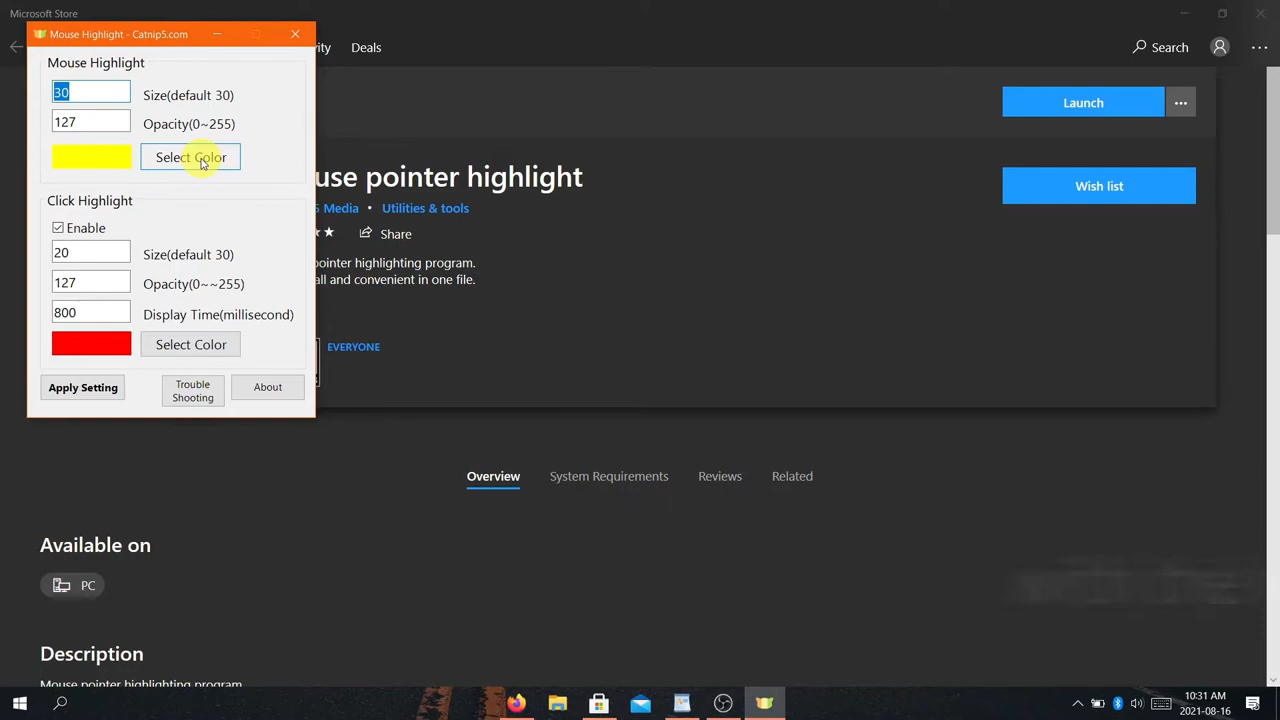 Microsoft Store
Mouse Highlight - Catnip5.com
Deals
Search
Mouse Highlight
30
Size(default 30)
127
Opacity(0~255)
Select Color
Click Highlight
Enable
20
Size(default 30)
127
Opacity(0~~255)
800
Display Time(millisecond)
Select Color
Apply Setting
Trouble
Shooting
About
Launch
Wish list
pointer highlight
Media • Utilities & tools
Share
pointer highlighting program.
all and convenient in one file.
EVERYONE
Overview
System Requirements
Reviews
Related
Available on
PC
Description
Mouse pointer highlighting program
10:31 AM
2021-08-16